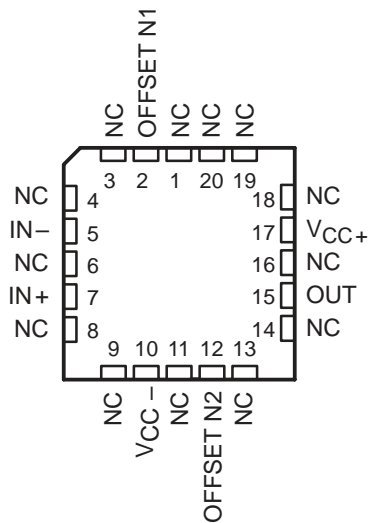 NC
OFFSET N1
NC
NC
NC
3 2 1 20 19
NC 4
IN− 5
NC 6
IN+ 7
NC 8
18 NC
17 VCC+
16 NC
15 OUT
14 NC
9 10 11 12 13
NC
VCC−
NC
OFFSET N2
NC